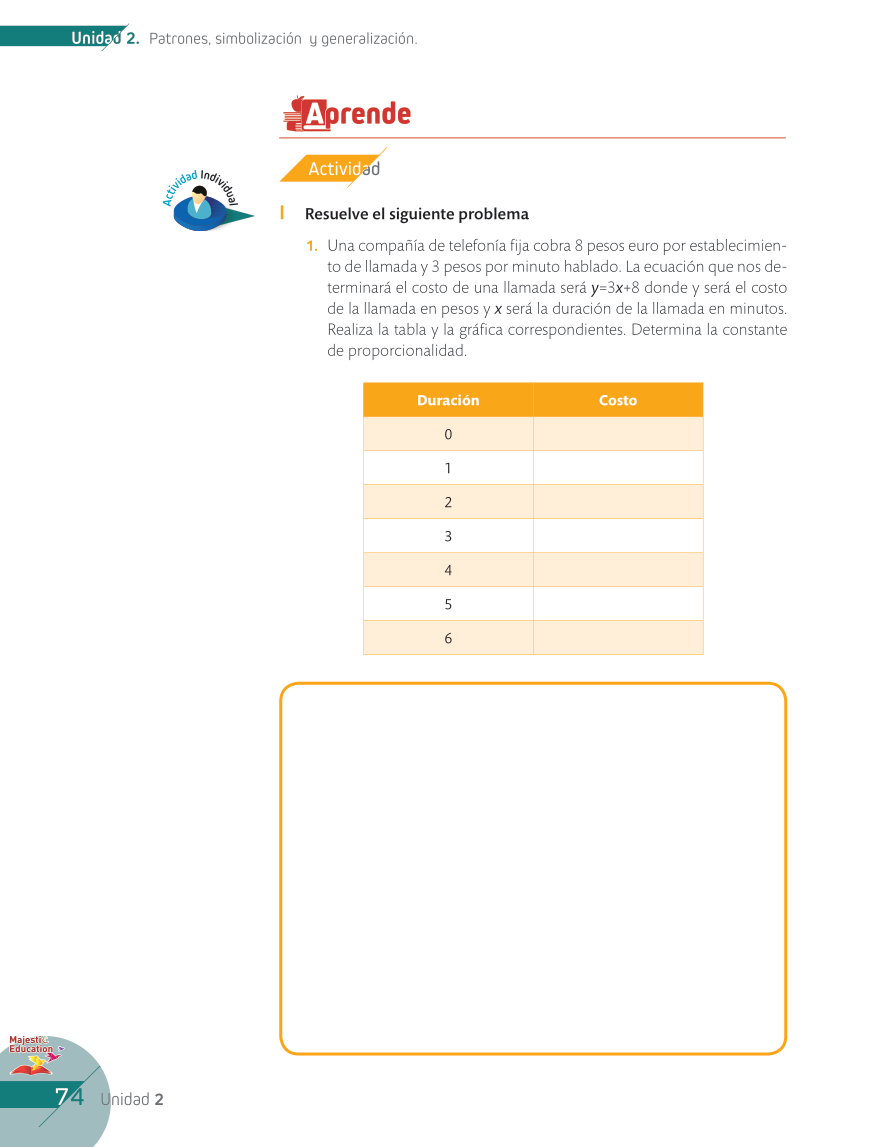 Unidad 2. Patrones, simbolización y generalización.
Aprende
Actividad
Actividad Individual
I Resuelve el siguiente problema
1. Una compañía de telefonía fija cobra 8 pesos euro por establecimien-
to de llamada y 3 pesos por minuto hablado. La ecuación que nos de-
terminará el costo de una llamada será y=3x+8 donde y será el costo
de la llamada en pesos y x será la duración de la llamada en minutos.
Realiza la tabla y la gráfica correspondientes. Determina la constante
de proporcionalidad.
Duración Costo
0
1
2
3
4
5
6
Majestic
Education
74 Unidad 2